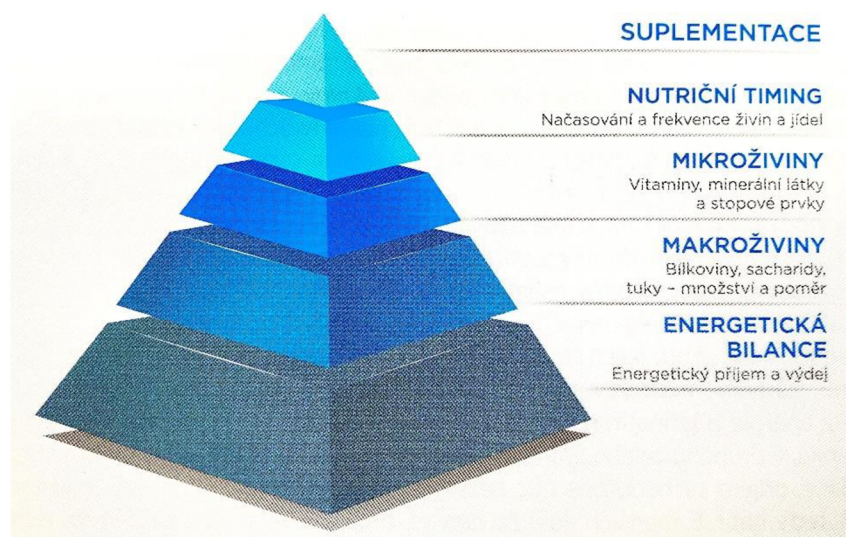 SUPLEMENTACE
NUTRIČNÍ TIMING
Načasování a frekvence živin a jídel
MIKROŽIVINY
Vitamíny, minerální látky
a stopové prvky
MAKROŽIVINY
Bílkoviny, sacharidy,
tuky – množství a poměr
ENERGETICKÁ
BILANCE
Energetický příjem a výdej